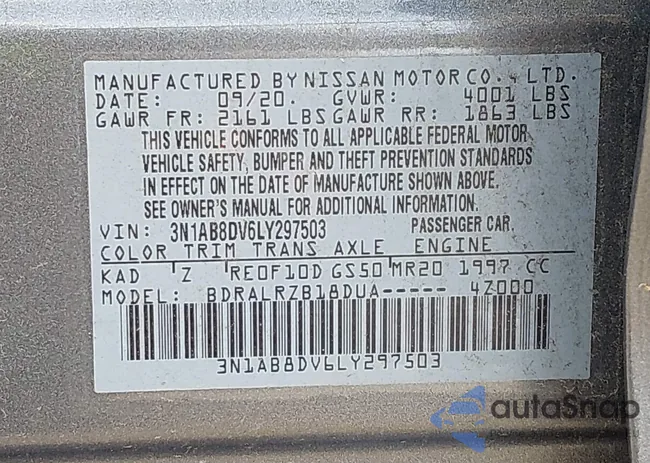 MANUFACTURED BY NISSAN MOTOR CO., LTD.
DATE: 09/20. GVWR: 4001 LBS
GAWR FR: 2161 LBS GAWR RR: 1863 LBS
THIS VEHICLE CONFORMS TO ALL APPLICABLE FEDERAL MOTOR
VEHICLE SAFETY, BUMPER AND THEFT PREVENTION STANDARDS
IN EFFECT ON THE DATE OF MANUFACTURE SHOWN ABOVE.
SEE OWNER'S MANUAL FOR ADDITIONAL INFORMATION.
VIN: 3N1AB8DV6LY297503 PASSENGER CAR.
COLOR TRIM TRANS AXLE ENGINE
KAD Z RE0F10D GS50 MR20 1997 CC
MODEL: BDRALRZB18DUA----- 4Z000
3N1AB8DV6LY297503
autoSnap